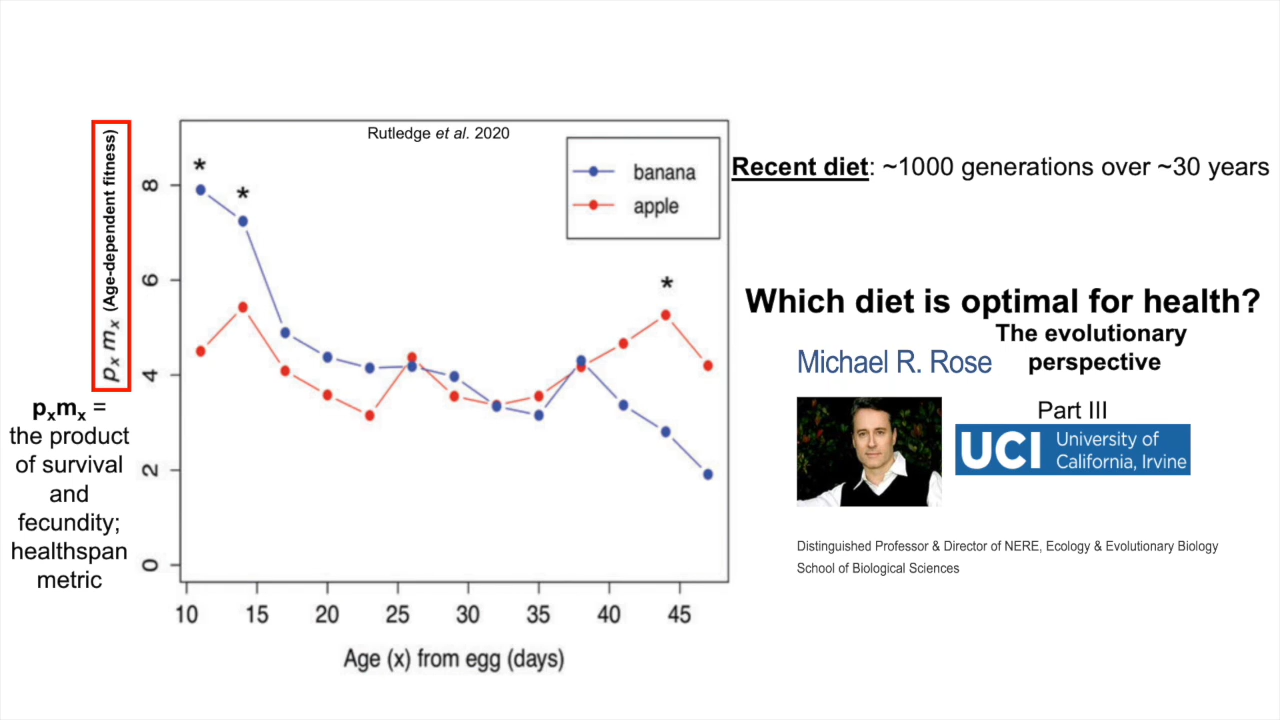 Rutledge et al. 2020
banana
apple
*
*
*
px mx (Age-dependent fitness)
8
6
4
2
0
10 15 20 25 30 35 40 45
Age (x) from egg (days)
pxmx =
the product
of survival
and
fecundity;
healthspan
metric
Recent diet: ~1000 generations over ~30 years
Which diet is optimal for health?
The evolutionary
perspective
Michael R. Rose
Part III
UCI University of
California, Irvine
Distinguished Professor & Director of NERE, Ecology & Evolutionary Biology
School of Biological Sciences